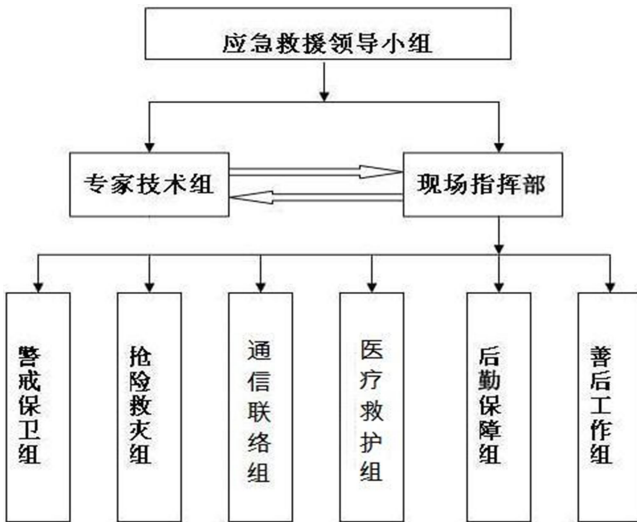 应急救援领导小组
专家技术组
现场指挥部
警戒保卫组
抢险救灾组
通信联络组
医疗救护组
后勤保障组
善后工作组